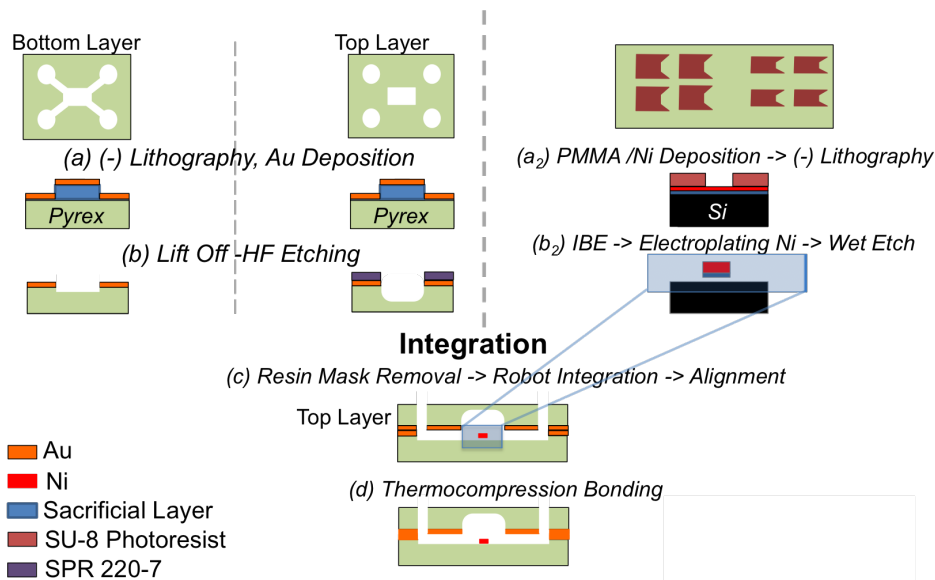 Bottom Layer
Top Layer
(a) (-) Lithography, Au Deposition
(a₂) PMMA /Ni Deposition -> (-) Lithography
Pyrex
Pyrex
Si
(b) Lift Off -HF Etching
(b₂) IBE -> Electroplating Ni -> Wet Etch
Integration
(c) Resin Mask Removal -> Robot Integration -> Alignment
Top Layer
Au
Ni
Sacrificial Layer
SU-8 Photoresist
SPR 220-7
(d) Thermocompression Bonding